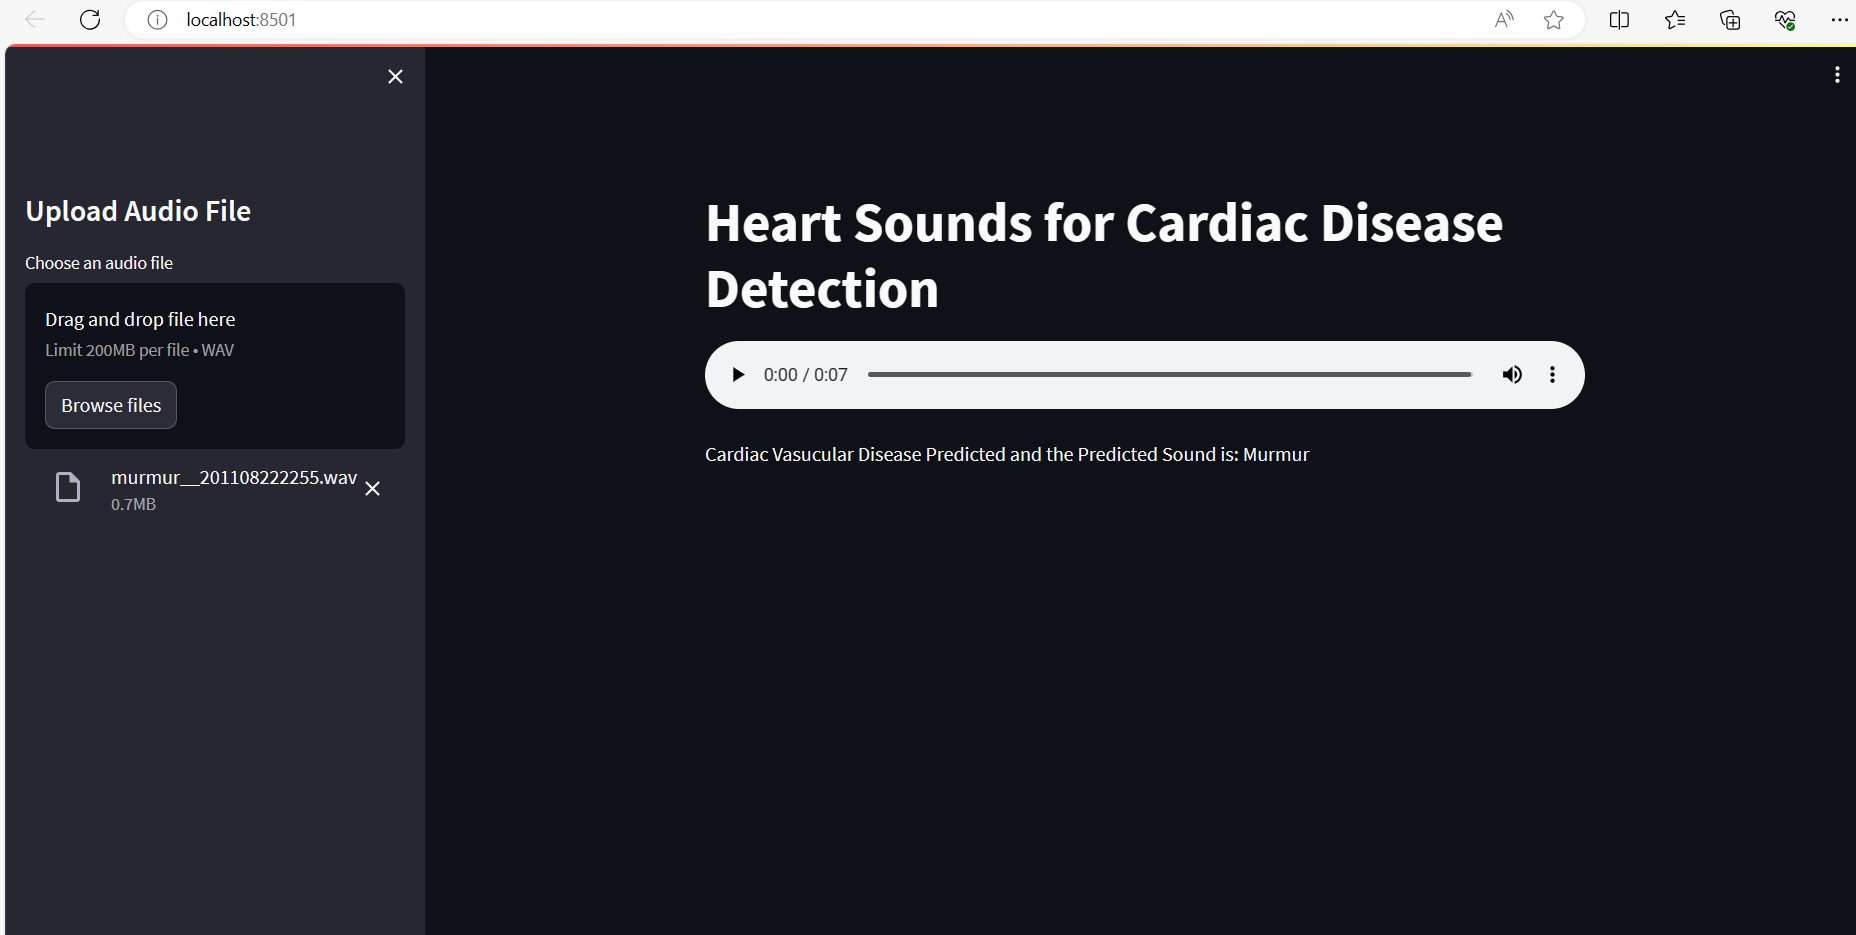 localhost:8501
Upload Audio File
Choose an audio file
Drag and drop file here
Limit 200MB per file • WAV
Browse files
murmur__201108222255.wav
0.7MB
Heart Sounds for Cardiac Disease
Detection
0:00 / 0:07
Cardiac Vasucular Disease Predicted and the Predicted Sound is: Murmur